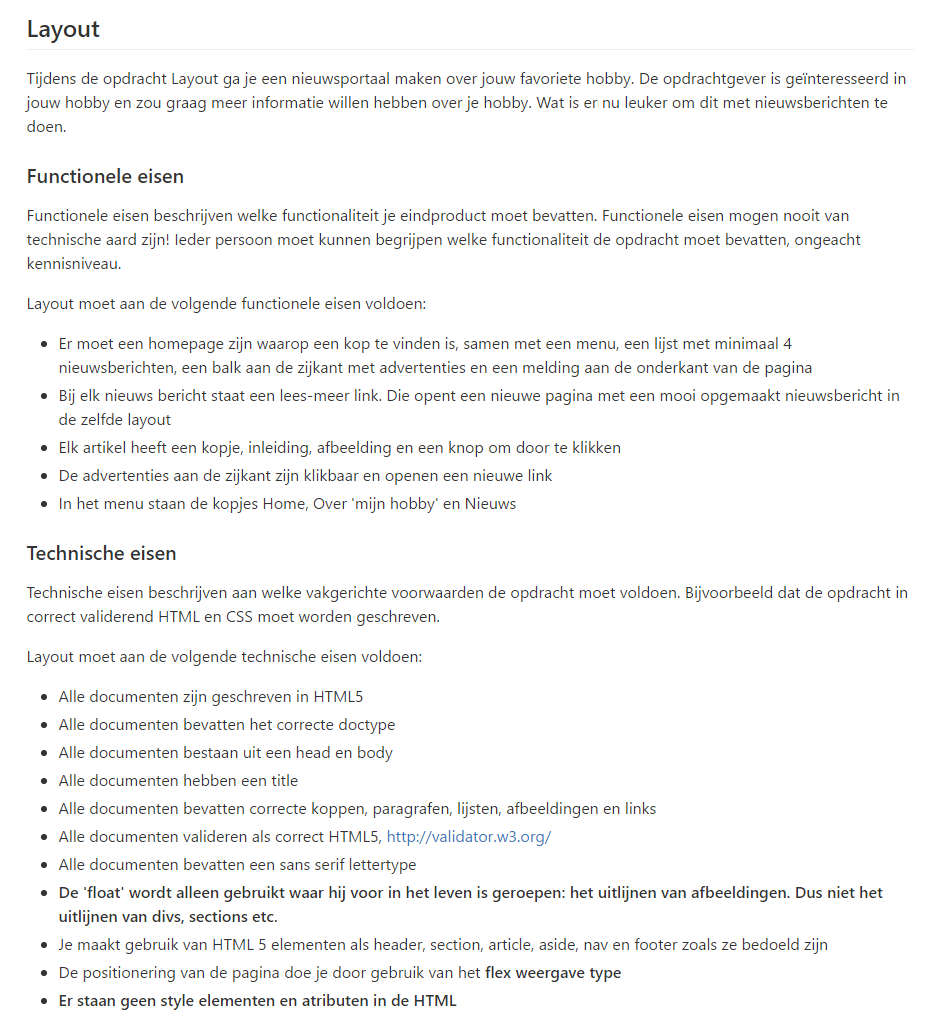 Layout
Tijdens de opdracht Layout ga je een nieuwsportaal maken over jouw favoriete hobby. De opdrachtgever is geïnteresseerd in
jouw hobby en zou graag meer informatie willen hebben over je hobby. Wat is er nu leuker om dit met nieuwsberichten te
doen.
Functionele eisen
Functionele eisen beschrijven welke functionaliteit je eindproduct moet bevatten. Functionele eisen mogen nooit van
technische aard zijn! Ieder persoon moet kunnen begrijpen welke functionaliteit de opdracht moet bevatten, ongeacht
kennisniveau.
Layout moet aan de volgende functionele eisen voldoen:
• Er moet een homepage zijn waarop een kop te vinden is, samen met een menu, een lijst met minimaal 4
nieuwsberichten, een balk aan de zijkant met advertenties en een melding aan de onderkant van de pagina
• Bij elk nieuws bericht staat een lees-meer link. Die opent een nieuwe pagina met een mooi opgemaakt nieuwsbericht in
de zelfde layout
• Elk artikel heeft een kopje, inleiding, afbeelding en een knop om door te klikken
• De advertenties aan de zijkant zijn klikbaar en openen een nieuwe link
• In het menu staan de kopjes Home, Over 'mijn hobby' en Nieuws
Technische eisen
Technische eisen beschrijven aan welke vakgerichte voorwaarden de opdracht moet voldoen. Bijvoorbeeld dat de opdracht in
correct validerend HTML en CSS moet worden geschreven.
Layout moet aan de volgende technische eisen voldoen:
• Alle documenten zijn geschreven in HTML5
• Alle documenten bevatten het correcte doctype
• Alle documenten bestaan uit een head en body
• Alle documenten hebben een title
• Alle documenten bevatten correcte koppen, paragrafen, lijsten, afbeeldingen en links
• Alle documenten valideren als correct HTML5, http://validator.w3.org/
• Alle documenten bevatten een sans serif lettertype
• De 'float' wordt alleen gebruikt waar hij voor in het leven is geroepen: het uitlijnen van afbeeldingen. Dus niet het
uitlijnen van divs, sections etc.
• Je maakt gebruik van HTML 5 elementen als header, section, article, aside, nav en footer zoals ze bedoeld zijn
• De positionering van de pagina doe je door gebruik van het flex weergave type
• Er staan geen style elementen en atributen in de HTML